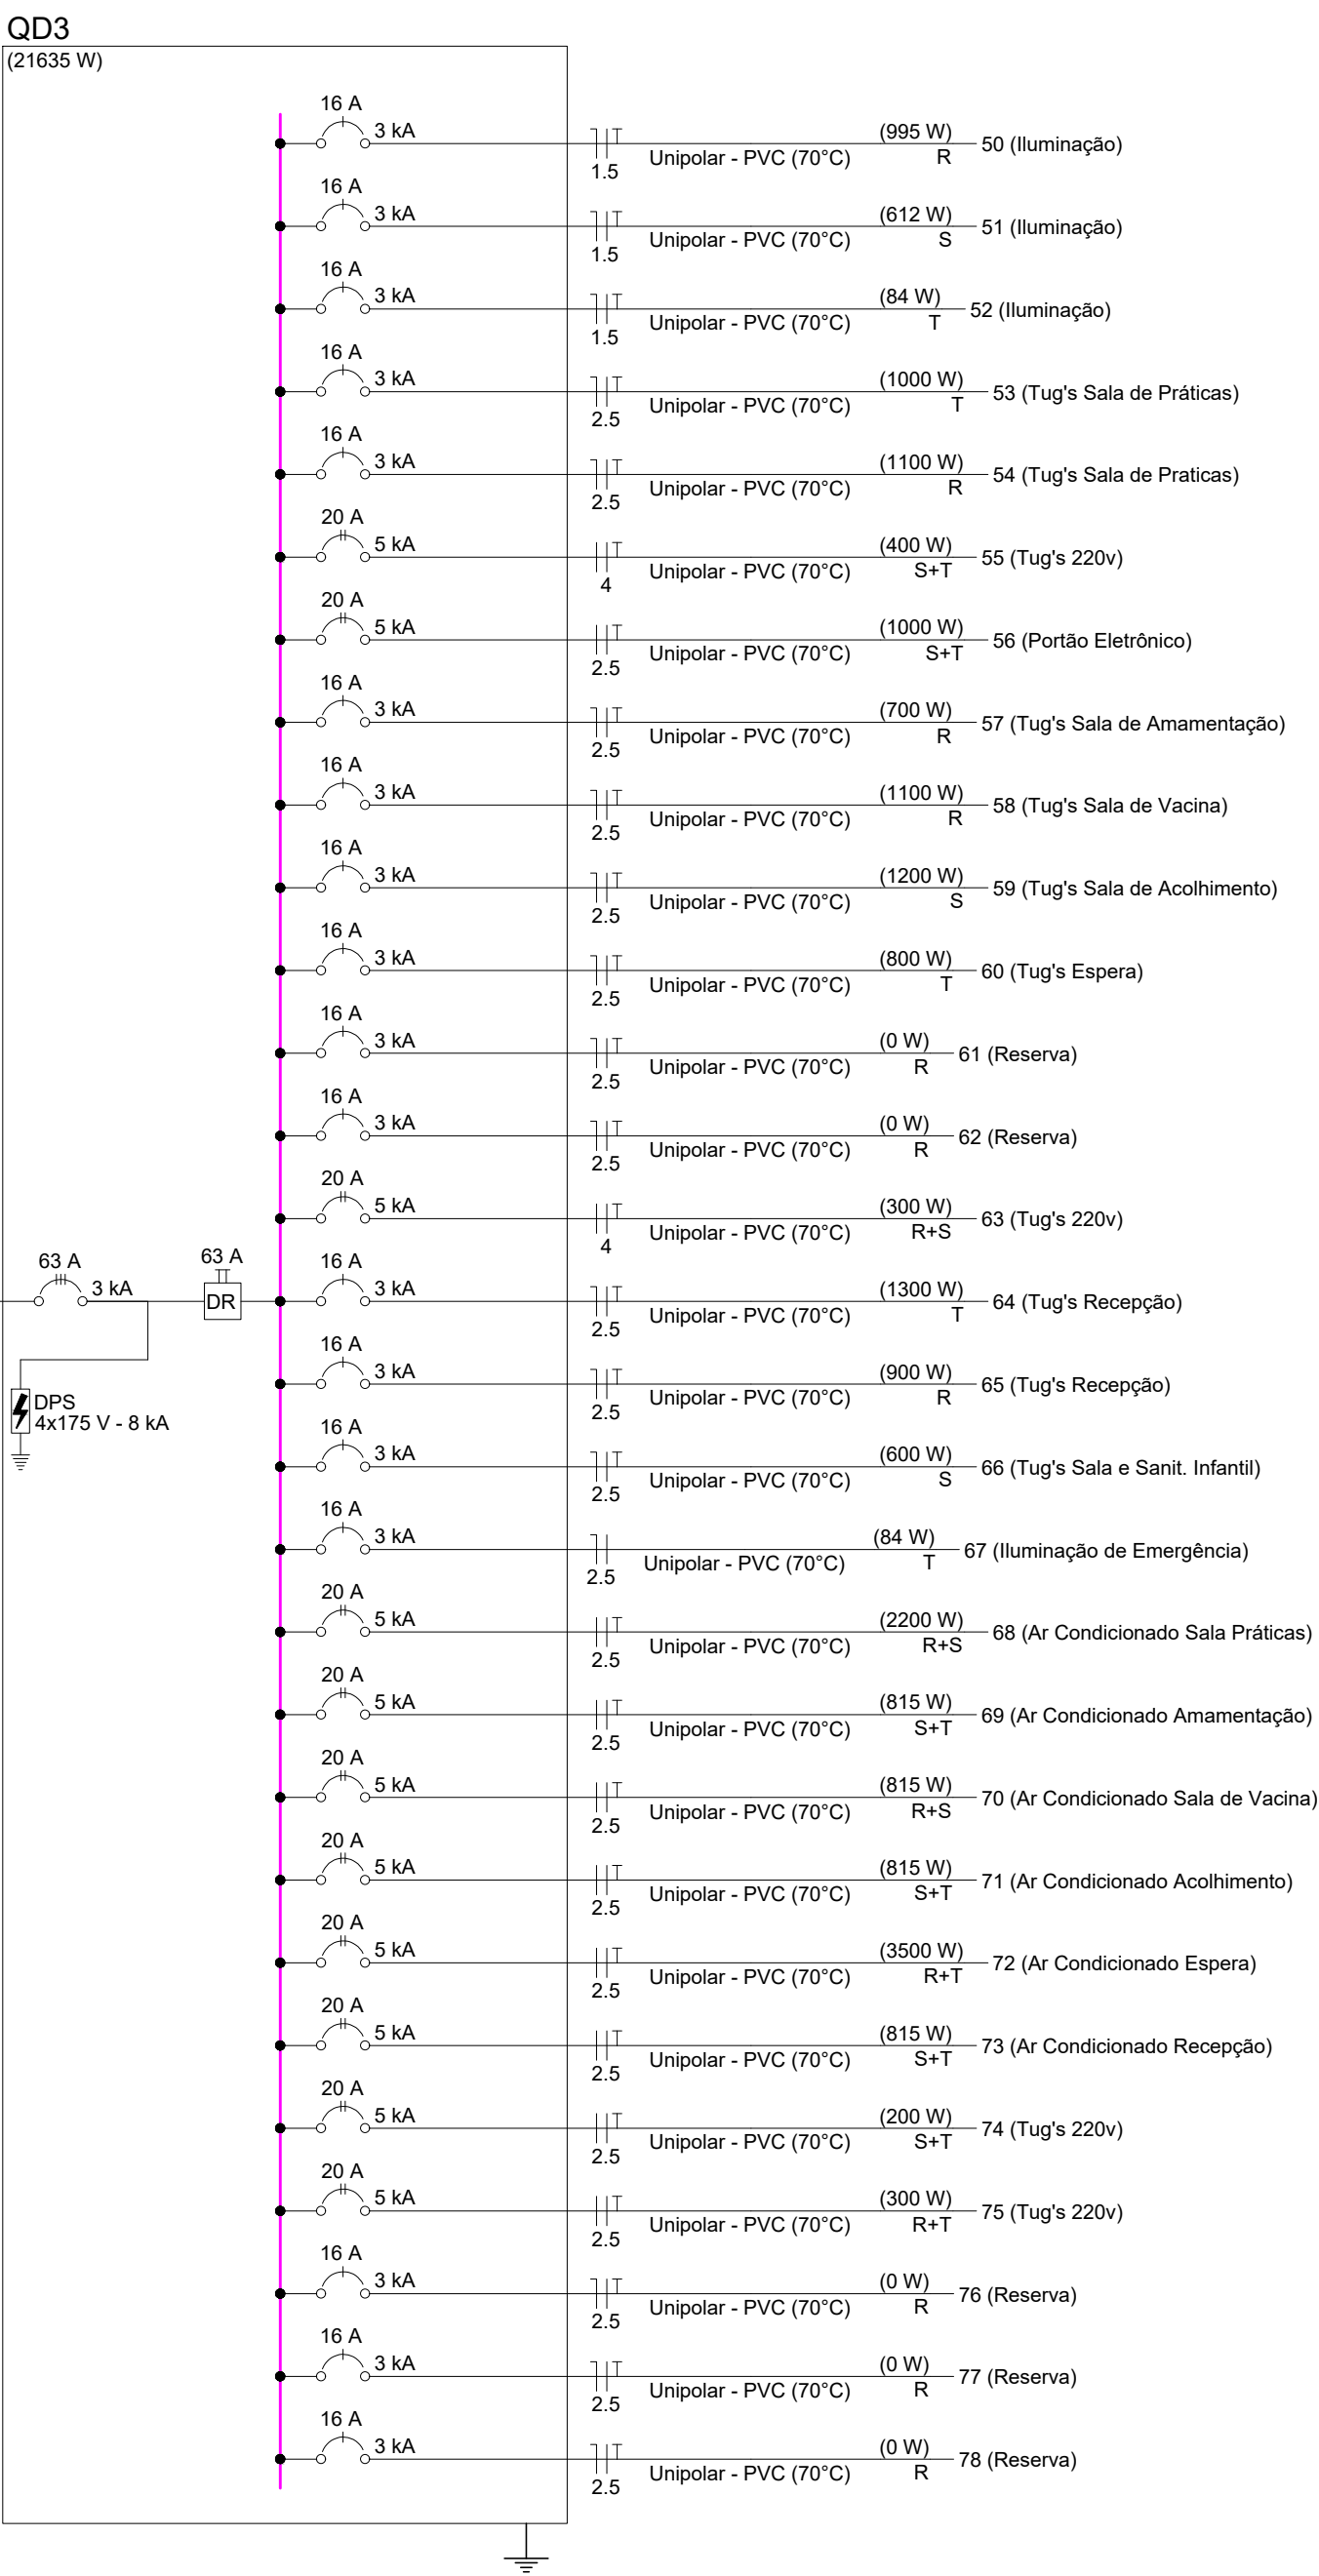 QD3
(21635 W)
16 A
3 kA
1.5
Unipolar - PVC (70°C)
(995 W)
R
50 (Iluminação)
16 A
3 kA
1.5
Unipolar - PVC (70°C)
(612 W)
S
51 (Iluminação)
16 A
3 kA
1.5
Unipolar - PVC (70°C)
(84 W)
T
52 (Iluminação)
16 A
3 kA
2.5
Unipolar - PVC (70°C)
(1000 W)
T
53 (Tug's Sala de Práticas)
16 A
3 kA
2.5
Unipolar - PVC (70°C)
(1100 W)
R
54 (Tug's Sala de Praticas)
20 A
5 kA
4
Unipolar - PVC (70°C)
(400 W)
S+T
55 (Tug's 220v)
20 A
5 kA
2.5
Unipolar - PVC (70°C)
(1000 W)
S+T
56 (Portão Eletrônico)
16 A
3 kA
2.5
Unipolar - PVC (70°C)
(700 W)
R
57 (Tug's Sala de Amamentação)
16 A
3 kA
2.5
Unipolar - PVC (70°C)
(1100 W)
R
58 (Tug's Sala de Vacina)
16 A
3 kA
2.5
Unipolar - PVC (70°C)
(1200 W)
S
59 (Tug's Sala de Acolhimento)
16 A
3 kA
2.5
Unipolar - PVC (70°C)
(800 W)
T
60 (Tug's Espera)
16 A
3 kA
2.5
Unipolar - PVC (70°C)
(0 W)
R
61 (Reserva)
16 A
3 kA
2.5
Unipolar - PVC (70°C)
(0 W)
R
62 (Reserva)
20 A
5 kA
4
Unipolar - PVC (70°C)
(300 W)
R+S
63 (Tug's 220v)
63 A
3 kA
63 A
DR
DPS
4x175 V - 8 kA
16 A
3 kA
2.5
Unipolar - PVC (70°C)
(1300 W)
T
64 (Tug's Recepção)
16 A
3 kA
2.5
Unipolar - PVC (70°C)
(900 W)
R
65 (Tug's Recepção)
16 A
3 kA
2.5
Unipolar - PVC (70°C)
(600 W)
S
66 (Tug's Sala e Sanit. Infantil)
16 A
3 kA
2.5
Unipolar - PVC (70°C)
(84 W)
T
67 (Iluminação de Emergência)
20 A
5 kA
2.5
Unipolar - PVC (70°C)
(2200 W)
R+S
68 (Ar Condicionado Sala Práticas)
20 A
5 kA
2.5
Unipolar - PVC (70°C)
(815 W)
S+T
69 (Ar Condicionado Amamentação)
20 A
5 kA
2.5
Unipolar - PVC (70°C)
(815 W)
R+S
70 (Ar Condicionado Sala de Vacina)
20 A
5 kA
2.5
Unipolar - PVC (70°C)
(815 W)
S+T
71 (Ar Condicionado Acolhimento)
20 A
5 kA
2.5
Unipolar - PVC (70°C)
(3500 W)
R+T
72 (Ar Condicionado Espera)
20 A
5 kA
2.5
Unipolar - PVC (70°C)
(815 W)
S+T
73 (Ar Condicionado Recepção)
20 A
5 kA
2.5
Unipolar - PVC (70°C)
(200 W)
S+T
74 (Tug's 220v)
20 A
5 kA
2.5
Unipolar - PVC (70°C)
(300 W)
R+T
75 (Tug's 220v)
16 A
3 kA
2.5
Unipolar - PVC (70°C)
(0 W)
R
76 (Reserva)
16 A
3 kA
2.5
Unipolar - PVC (70°C)
(0 W)
R
77 (Reserva)
16 A
3 kA
2.5
Unipolar - PVC (70°C)
(0 W)
R
78 (Reserva)